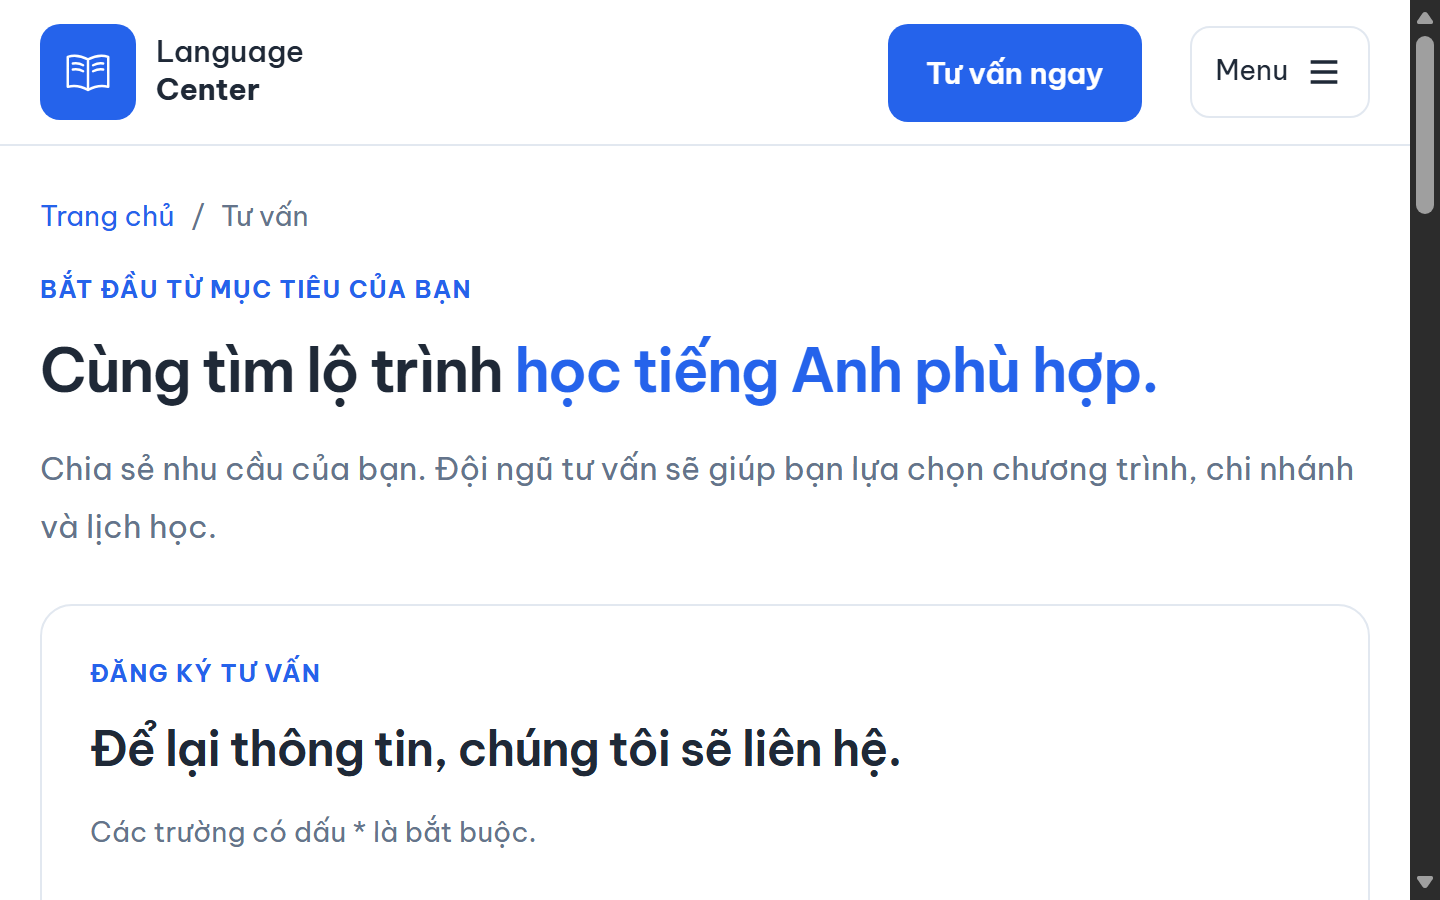 Language
Center
Tư vấn ngay
Menu
Trang chủ / Tư vấn
BẮT ĐẦU TỪ MỤC TIÊU CỦA BẠN
Cùng tìm lộ trình học tiếng Anh phù hợp.
Chia sẻ nhu cầu của bạn. Đội ngũ tư vấn sẽ giúp bạn lựa chọn chương trình, chi nhánh
và lịch học.
ĐĂNG KÝ TƯ VẤN
Để lại thông tin, chúng tôi sẽ liên hệ.
Các trường có dấu * là bắt buộc.